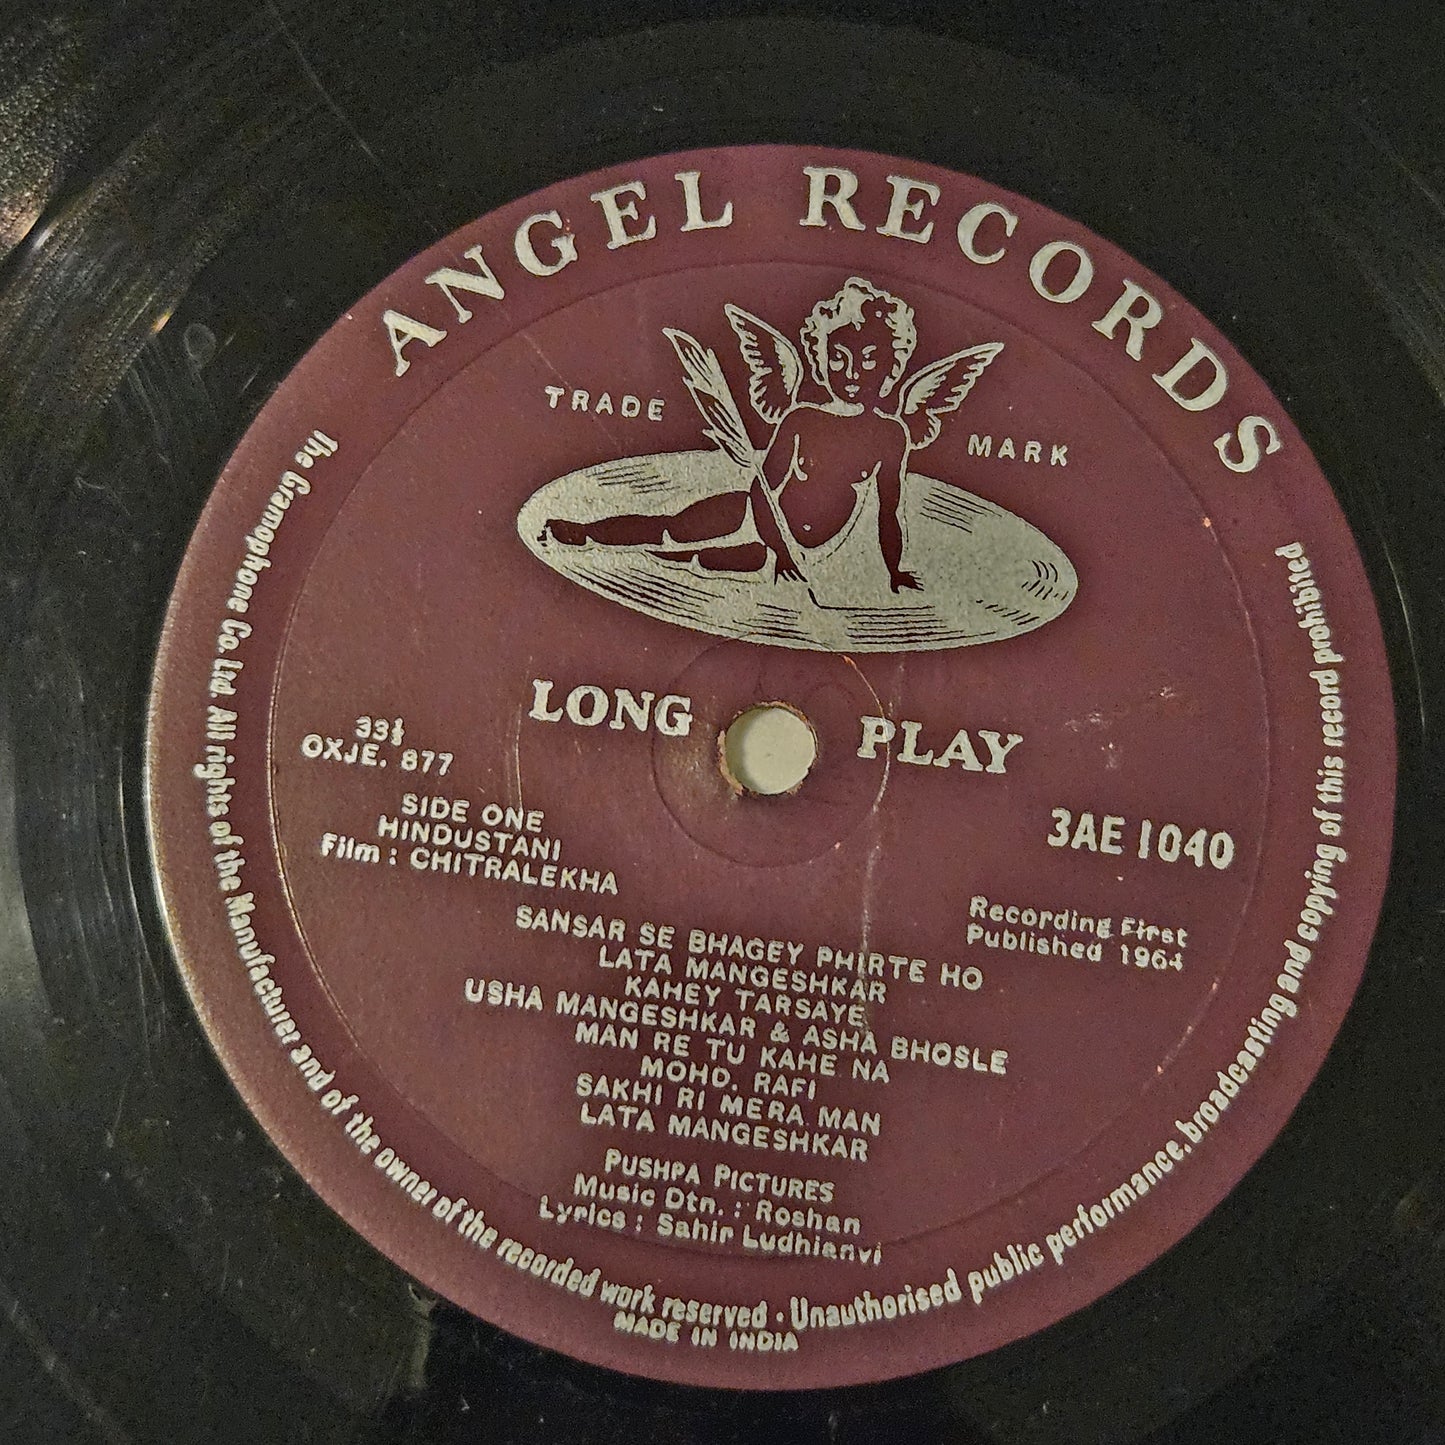 ANGEL RECORDS
TRADE MARK
LONG PLAY
33⅓
OXJE. 877
SIDE ONE
HINDUSTANI
Film : CHITRALEKHA
3AE 1040
Recording First
Published 1964
SANSAR SE BHAGEY PHIRTE HO
LATA MANGESHKAR
KAHEY TARSAYE
USHA MANGESHKAR & ASHA BHOSLE
MAN RE TU KAHE NA
MOHD. RAFI
SAKHI RI MERA MAN
LATA MANGESHKAR
PUSHPA PICTURES
Music Dtn. : Roshan
Lyrics : Sahir Ludhianvi
The Gramophone Co. Ltd. All rights of the Manufacturer and of the owner of the recorded work reserved • Unauthorised public performance, broadcasting and copying of this record prohibited
MADE IN INDIA